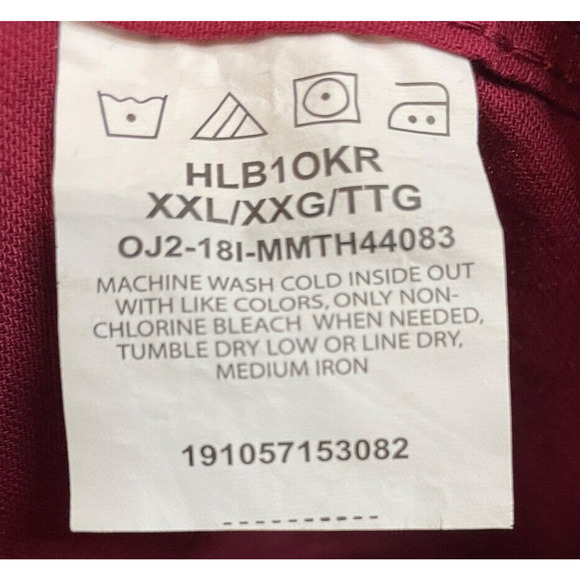 HLB1OKR
XXL/XXG/TTG
OJ2-18I-MMTH44083
MACHINE WASH COLD INSIDE OUT
WITH LIKE COLORS, ONLY NON-
CHLORINE BLEACH WHEN NEEDED,
TUMBLE DRY LOW OR LINE DRY,
MEDIUM IRON
191057153082